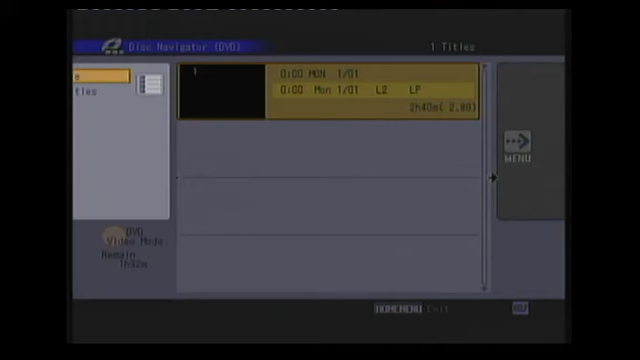 Disc Navigator (DVD)
1 Titles
1
0:00 MON 1/01
0:00 Mon 1/01 L2 LP
2h40m( 2.8G)
tles
MENU
DVD
Video Mode
Remain
1h32m
HOMEMENU Exit